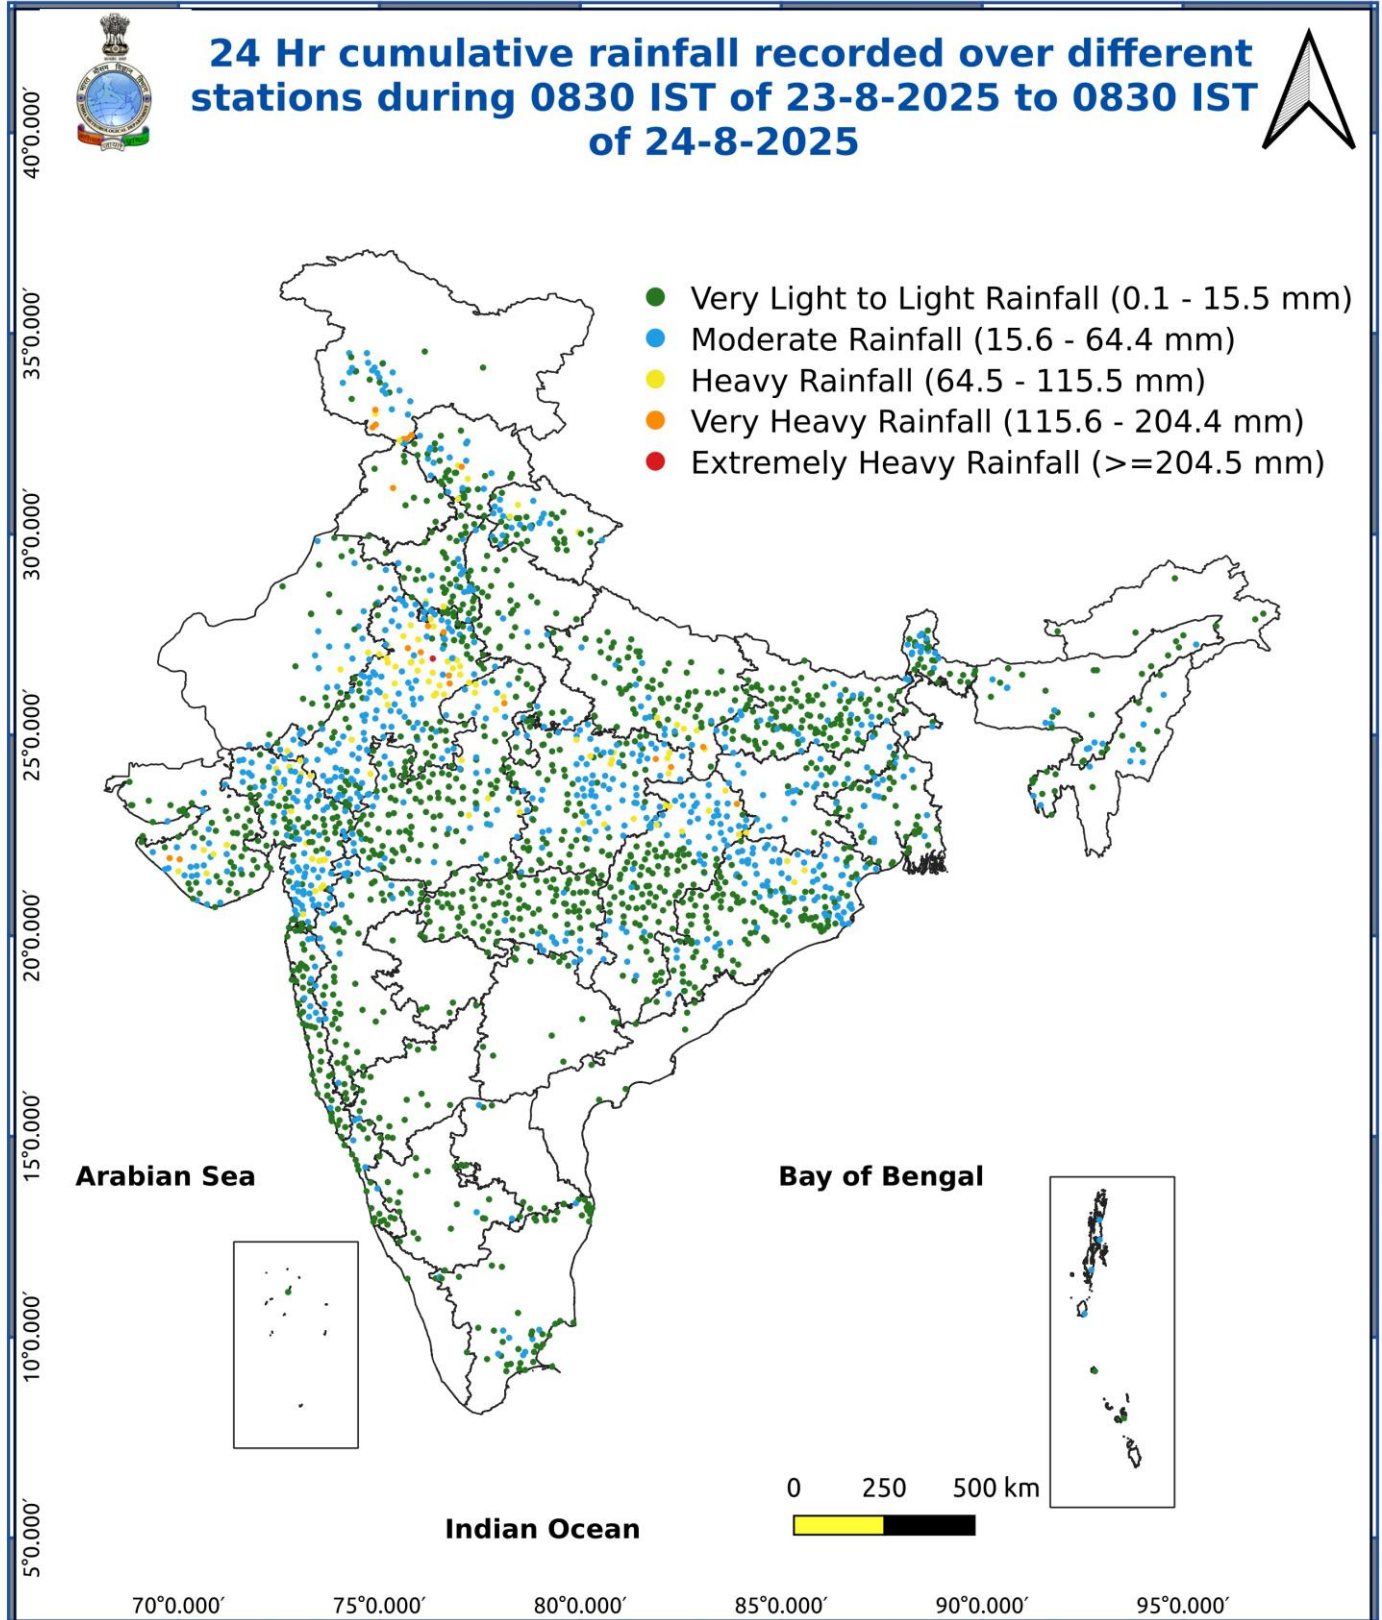 24 Hr cumulative rainfall recorded over different
stations during 0830 IST of 23-8-2025 to 0830 IST
of 24-8-2025
Very Light to Light Rainfall (0.1 - 15.5 mm)
Moderate Rainfall (15.6 - 64.4 mm)
Heavy Rainfall (64.5 - 115.5 mm)
Very Heavy Rainfall (115.6 - 204.4 mm)
Extremely Heavy Rainfall (>=204.5 mm)
40°0.000′
35°0.000′
30°0.000′
25°0.000′
20°0.000′
15°0.000′
10°0.000′
5°0.000′
Arabian Sea
Bay of Bengal
Indian Ocean
0 250 500 km
70°0.000′ 75°0.000′ 80°0.000′ 85°0.000′ 90°0.000′ 95°0.000′